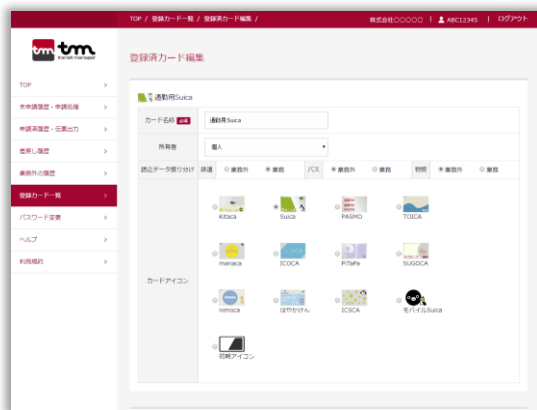 TOP / 登録カード一覧 / 登録済カード編集 /
株式会社○○○○○ | ABC12345 | ログアウト
tm tm
transit manager
登録済カード編集
TOP
未申請履歴・申請処理
申請済履歴・伝票出力
差戻し履歴
業務外の履歴
登録カード一覧
パスワード変更
ヘルプ
利用規約
通勤用Suica
カード名称 必須 通勤用Suica
所有者 個人
読込データ振り分け 鉄道 業務外 業務 バス 業務外 業務 物販 業務外 業務
カードアイコン
Kitaca Suica PASMO TOICA
manaca ICOCA PiTaPa SUGOCA
nimoca はやかけん ICSCA モバイルSuica
初期アイコン